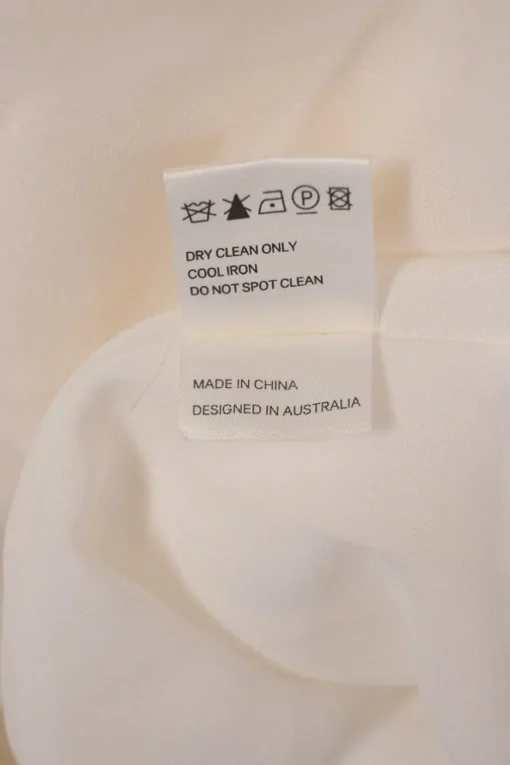 P
DRY CLEAN ONLY
COOL IRON
DO NOT SPOT CLEAN
MADE IN CHINA
DESIGNED IN AUSTRALIA